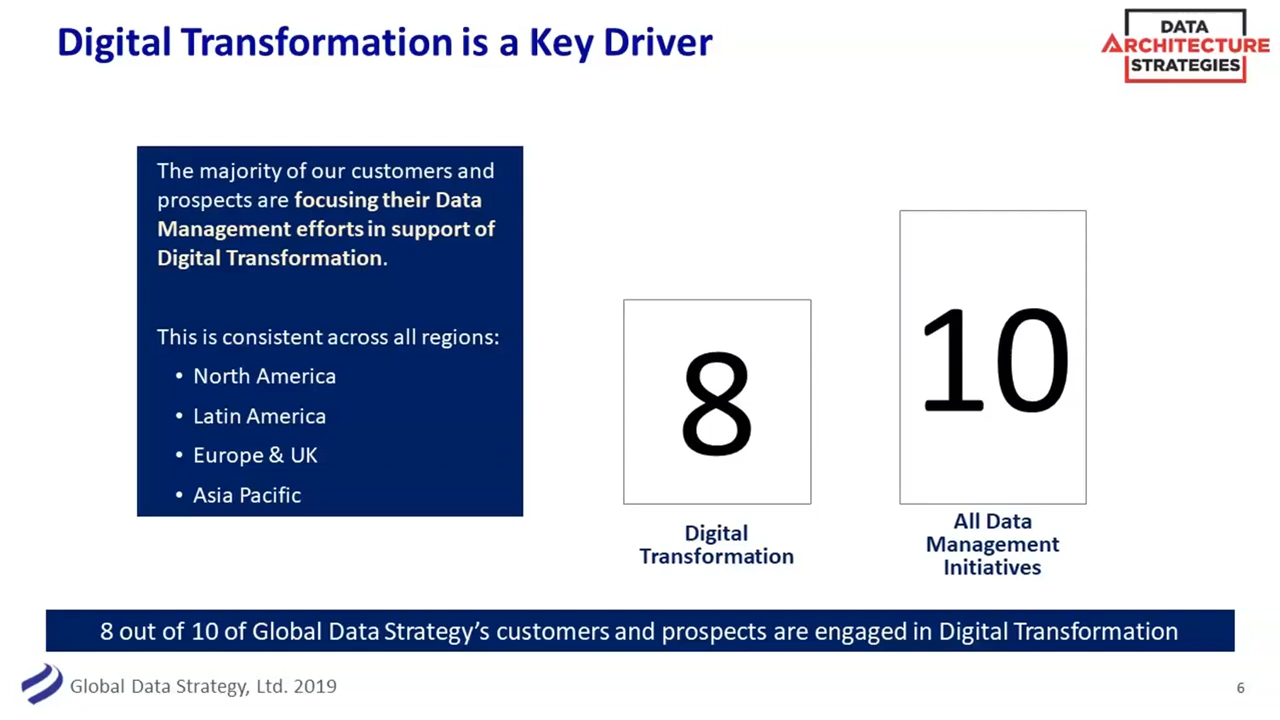 Digital Transformation is a Key Driver
DATA
ARCHITECTURE
STRATEGIES
The majority of our customers and
prospects are focusing their Data
Management efforts in support of
Digital Transformation.
This is consistent across all regions:
• North America
• Latin America
• Europe & UK
• Asia Pacific
8
Digital
Transformation
10
All Data
Management
Initiatives
8 out of 10 of Global Data Strategy's customers and prospects are engaged in Digital Transformation
Global Data Strategy, Ltd. 2019
6